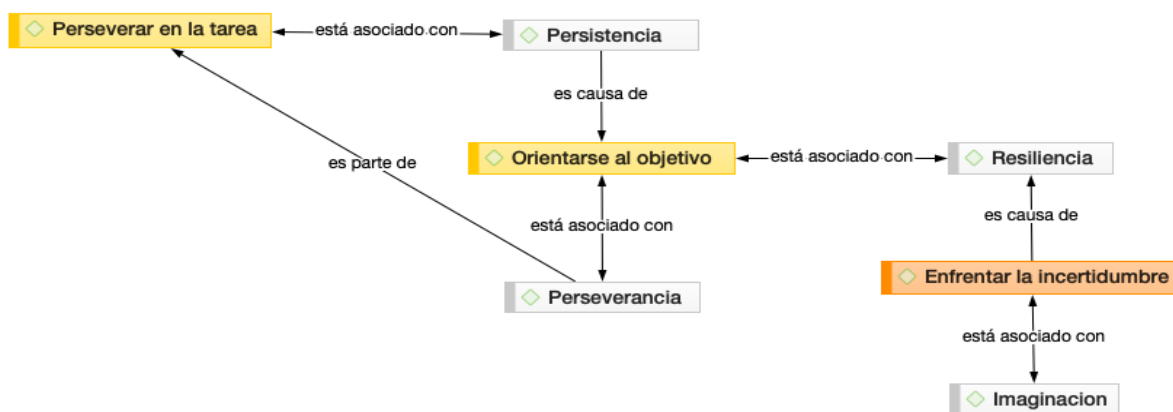 Perseverar en la tarea
está asociado con
Persistencia
es causa de
es parte de
Orientarse al objetivo
está asociado con
Resiliencia
está asociado con
es causa de
Enfrentar la incertidumbre
Perseverancia
está asociado con
Imaginacion